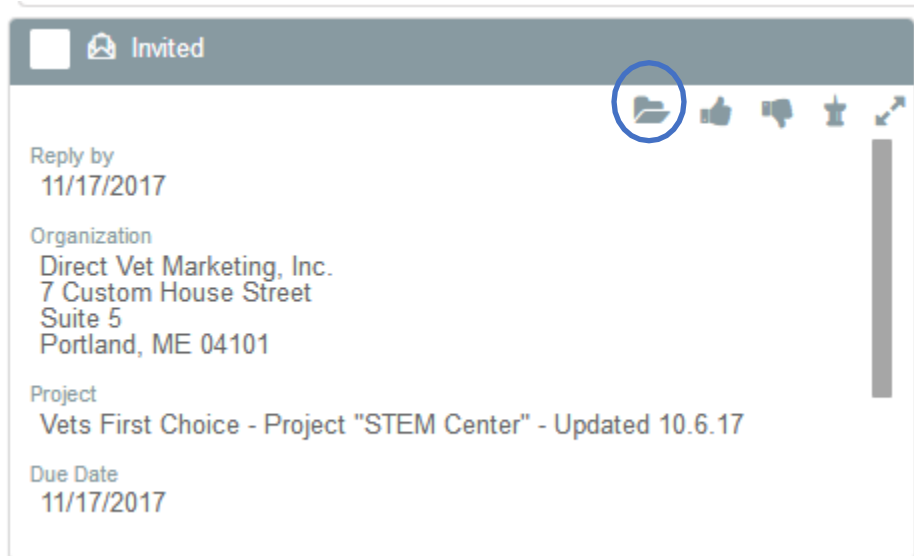 Invited
Reply by
11/17/2017
Organization
Direct Vet Marketing, Inc.
7 Custom House Street
Suite 5
Portland, ME 04101
Project
Vets First Choice - Project "STEM Center" - Updated 10.6.17
Due Date
11/17/2017